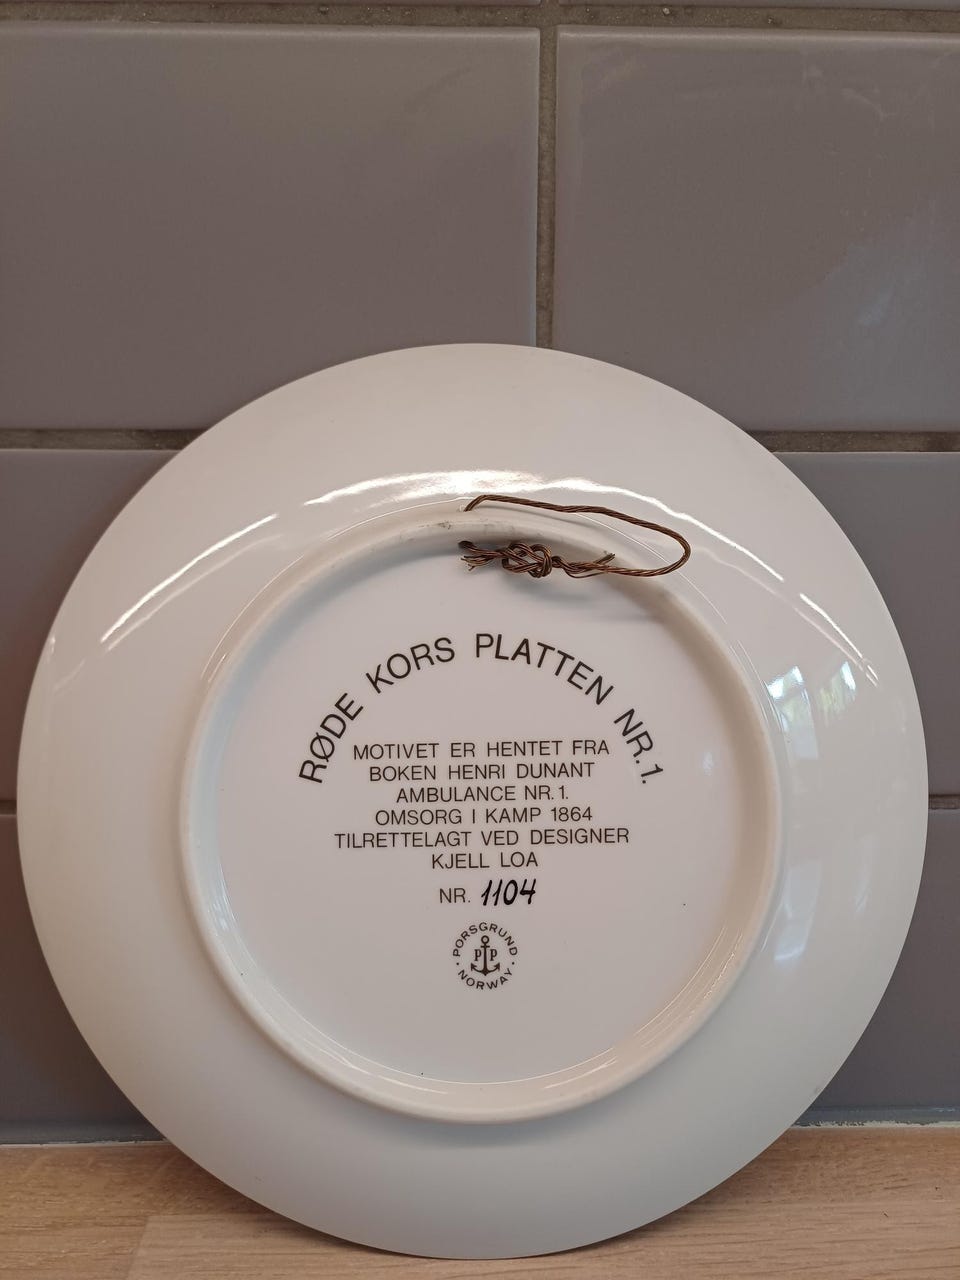 RØDE KORS PLATTEN NR.1.
MOTIVET ER HENTET FRA
BOKEN HENRI DUNANT
AMBULANCE NR.1.
OMSORG I KAMP 1864
TILRETTELAGT VED DESIGNER
KJELL LOA
NR. 1104
PORSGRUND
PP
NORWAY